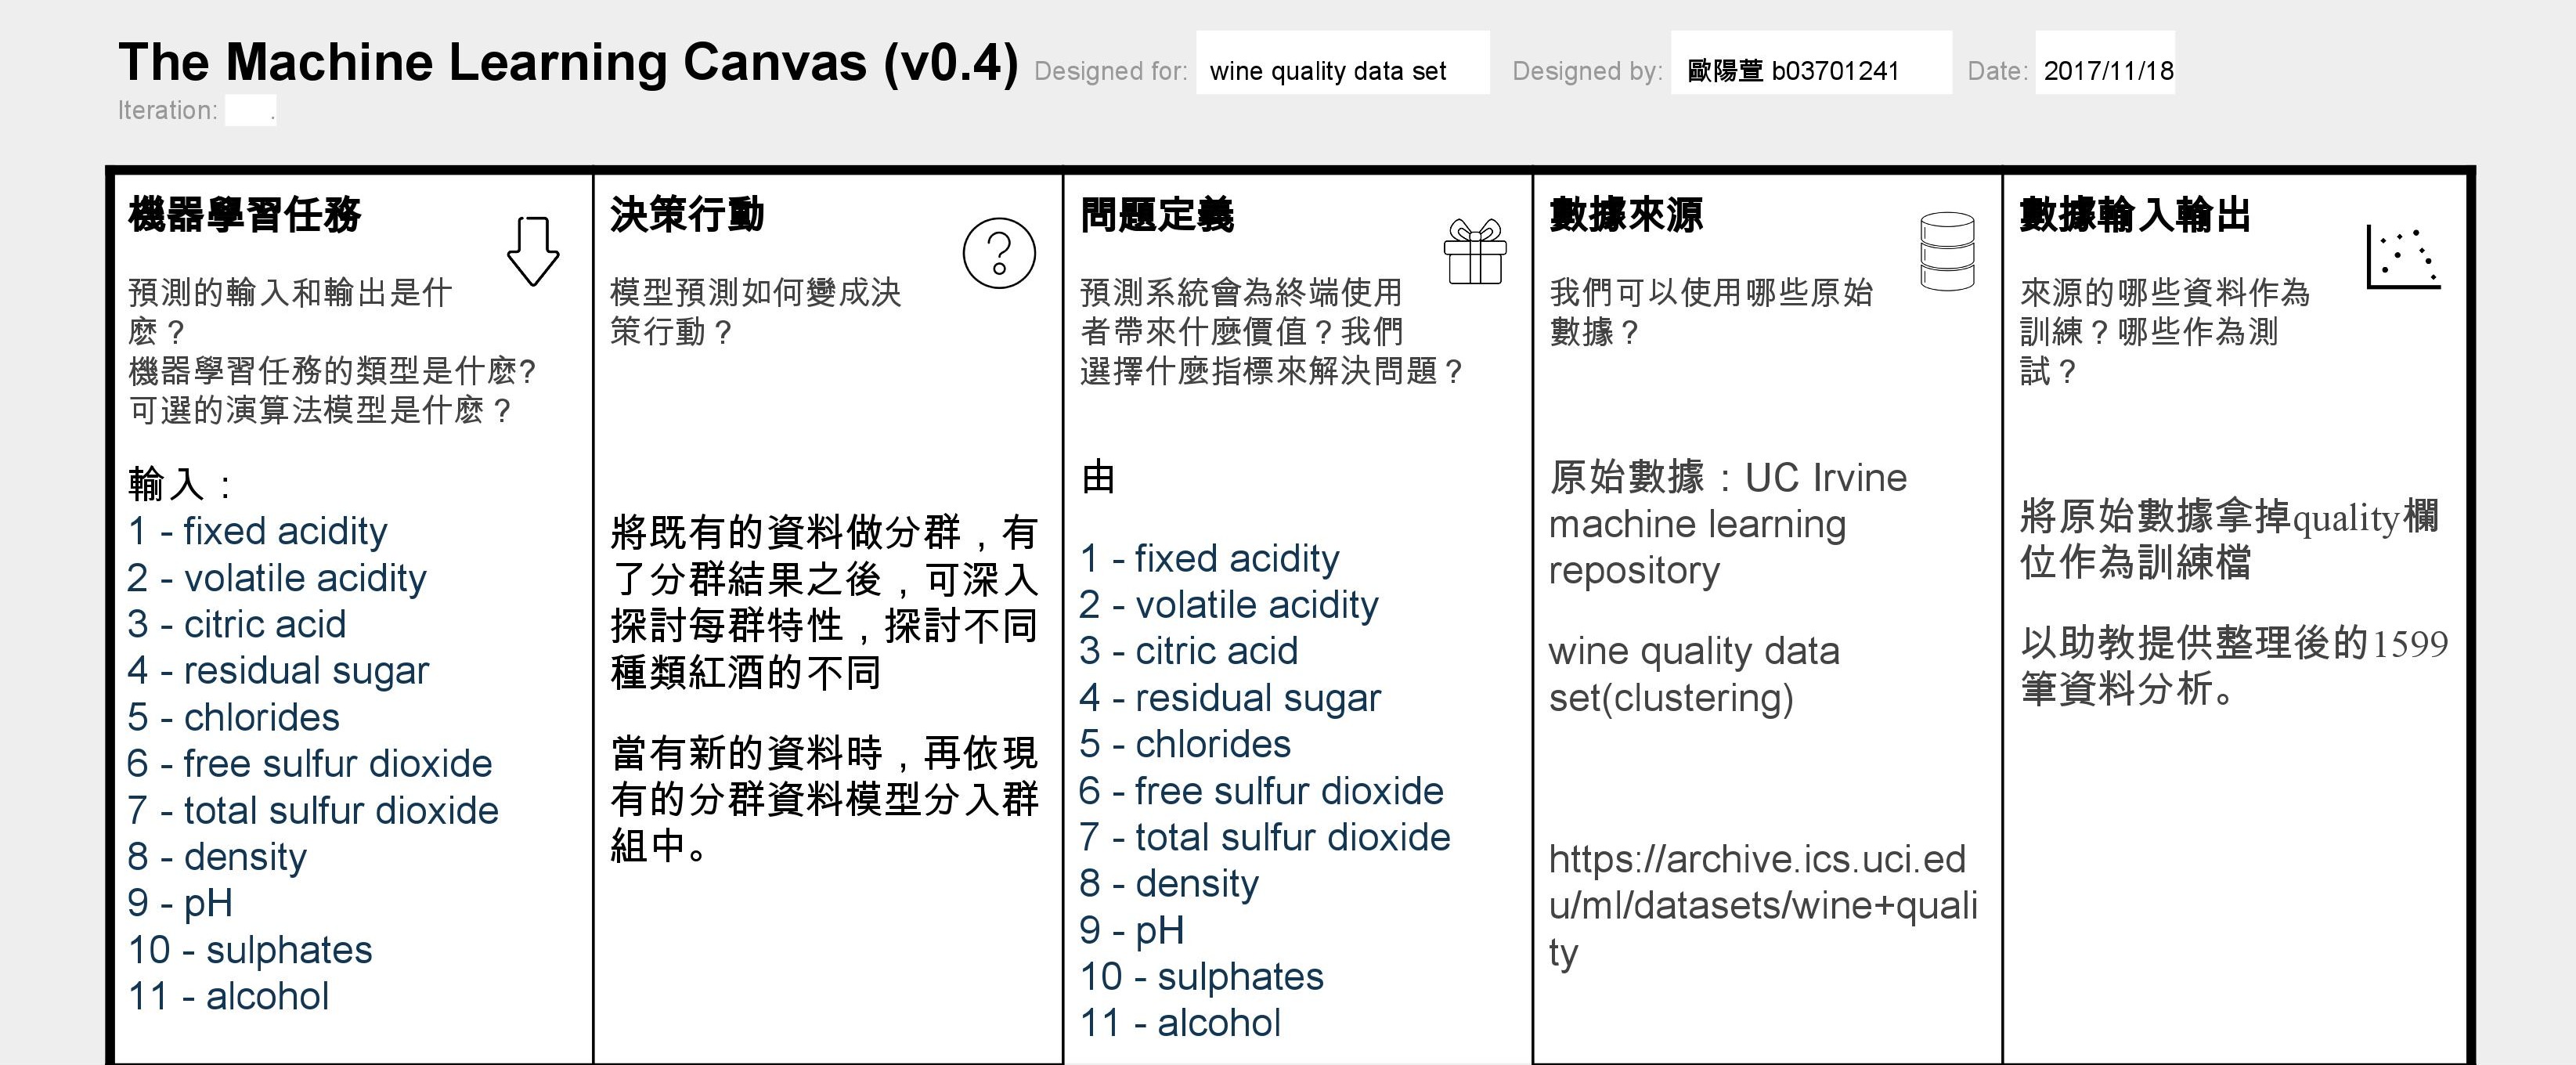 The Machine Learning Canvas (v0.4) Designed for: wine quality data set Designed by: 歐陽萱 b03701241 Date: 2017/11/18
Iteration: .
機器學習任務
預測的輸入和輸出是什
麽？
機器學習任務的類型是什麽?
可選的演算法模型是什麽？
輸入：
1 - fixed acidity
2 - volatile acidity
3 - citric acid
4 - residual sugar
5 - chlorides
6 - free sulfur dioxide
7 - total sulfur dioxide
8 - density
9 - pH
10 - sulphates
11 - alcohol
決策行動
模型預測如何變成決
策行動？
將既有的資料做分群，有
了分群結果之後，可深入
探討每群特性，探討不同
種類紅酒的不同
當有新的資料時，再依現
有的分群資料模型分入群
組中。
問題定義
預測系統會為終端使用
者帶來什麼價值？我們
選擇什麼指標來解決問題？
由
1 - fixed acidity
2 - volatile acidity
3 - citric acid
4 - residual sugar
5 - chlorides
6 - free sulfur dioxide
7 - total sulfur dioxide
8 - density
9 - pH
10 - sulphates
11 - alcohol
數據來源
我們可以使用哪些原始
數據？
原始數據：UC Irvine
machine learning
repository
wine quality data
set(clustering)
https://archive.ics.uci.ed
u/ml/datasets/wine+quali
ty
數據輸入輸出
來源的哪些資料作為
訓練？哪些作為測
試？
將原始數據拿掉quality欄
位作為訓練檔
以助教提供整理後的1599
筆資料分析。